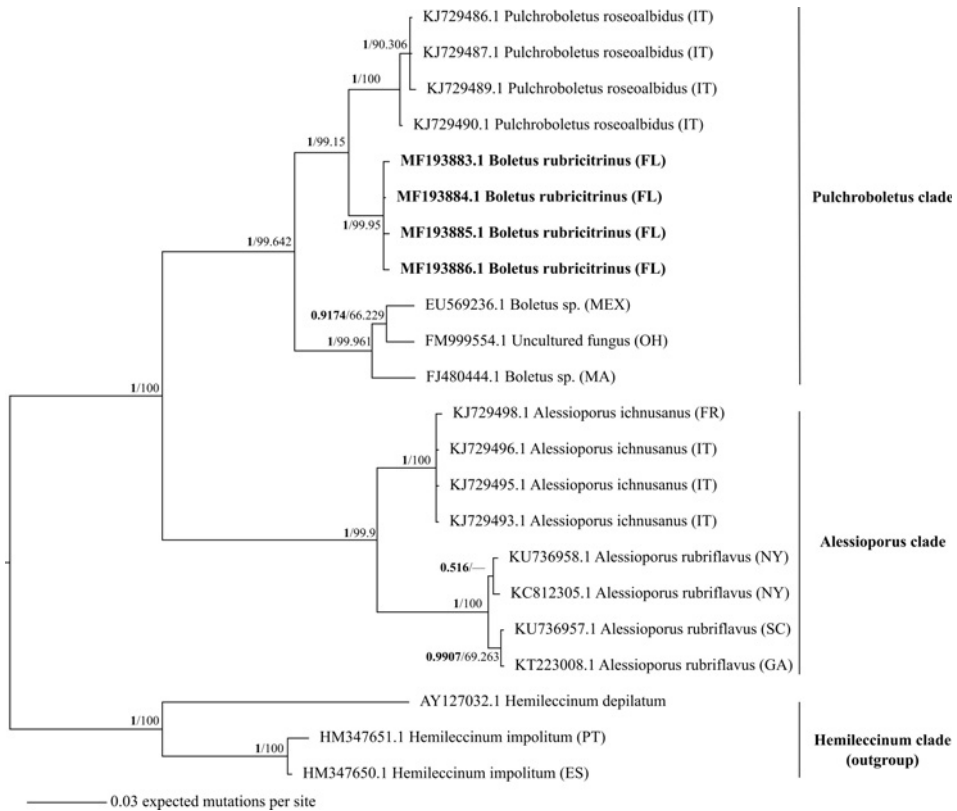 KJ729486.1 Pulchroboletus roseoalbidus (IT)
1/90.306
KJ729487.1 Pulchroboletus roseoalbidus (IT)
1/100
KJ729489.1 Pulchroboletus roseoalbidus (IT)
KJ729490.1 Pulchroboletus roseoalbidus (IT)
1/99.15
MF193883.1 Boletus rubricitrinus (FL)
MF193884.1 Boletus rubricitrinus (FL)
Pulchroboletus clade
1/99.95
MF193885.1 Boletus rubricitrinus (FL)
1/99.642
MF193886.1 Boletus rubricitrinus (FL)
EU569236.1 Boletus sp. (MEX)
0.9174/66.229
FM999554.1 Uncultured fungus (OH)
1/99.961
FJ480444.1 Boletus sp. (MA)
1/100
KJ729498.1 Alessioporus ichnusanus (FR)
KJ729496.1 Alessioporus ichnusanus (IT)
1/100
KJ729495.1 Alessioporus ichnusanus (IT)
KJ729493.1 Alessioporus ichnusanus (IT)
1/99.9
Alessioporus clade
KU736958.1 Alessioporus rubriflavus (NY)
0.516/—
KC812305.1 Alessioporus rubriflavus (NY)
1/100
KU736957.1 Alessioporus rubriflavus (SC)
0.9907/69.263
KT223008.1 Alessioporus rubriflavus (GA)
AY127032.1 Hemileccinum depilatum
1/100
HM347651.1 Hemileccinum impolitum (PT)
Hemileccinum clade
(outgroup)
1/100
HM347650.1 Hemileccinum impolitum (ES)
0.03 expected mutations per site